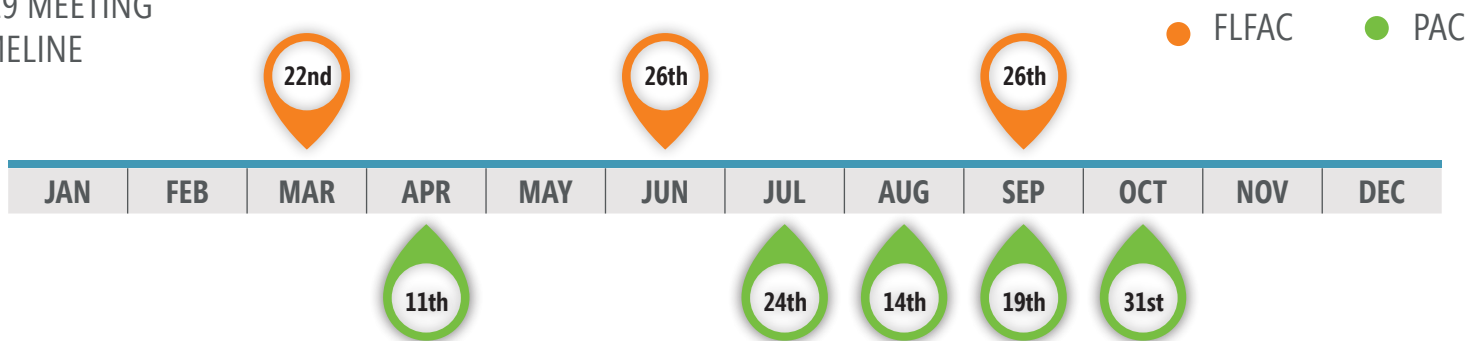 9 MEETING
FLFAC PAC
22nd 26th 26th
JAN FEB MAR APR MAY JUN JUL AUG SEP OCT NOV DEC
11th 24th 14th 19th 31st